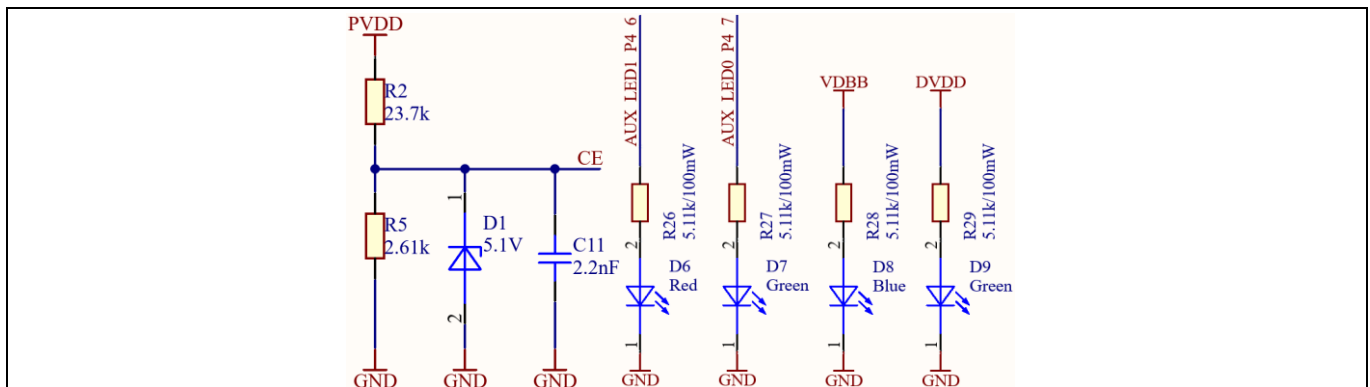 PVDD
R2
23.7k
CE
R5
2.61k
1
D1
5.1V
2
C11
2.2nF
GND
GND
GND
AUX LED1 P4 6
R26
5.11k/100mW
2
D6
Red
1
GND
AUX LED0 P4 7
R27
5.11k/100mW
2
D7
Green
1
GND
VDBB
R28
5.11k/100mW
2
D8
Blue
1
GND
DVDD
R29
5.11k/100mW
2
D9
Green
1
GND